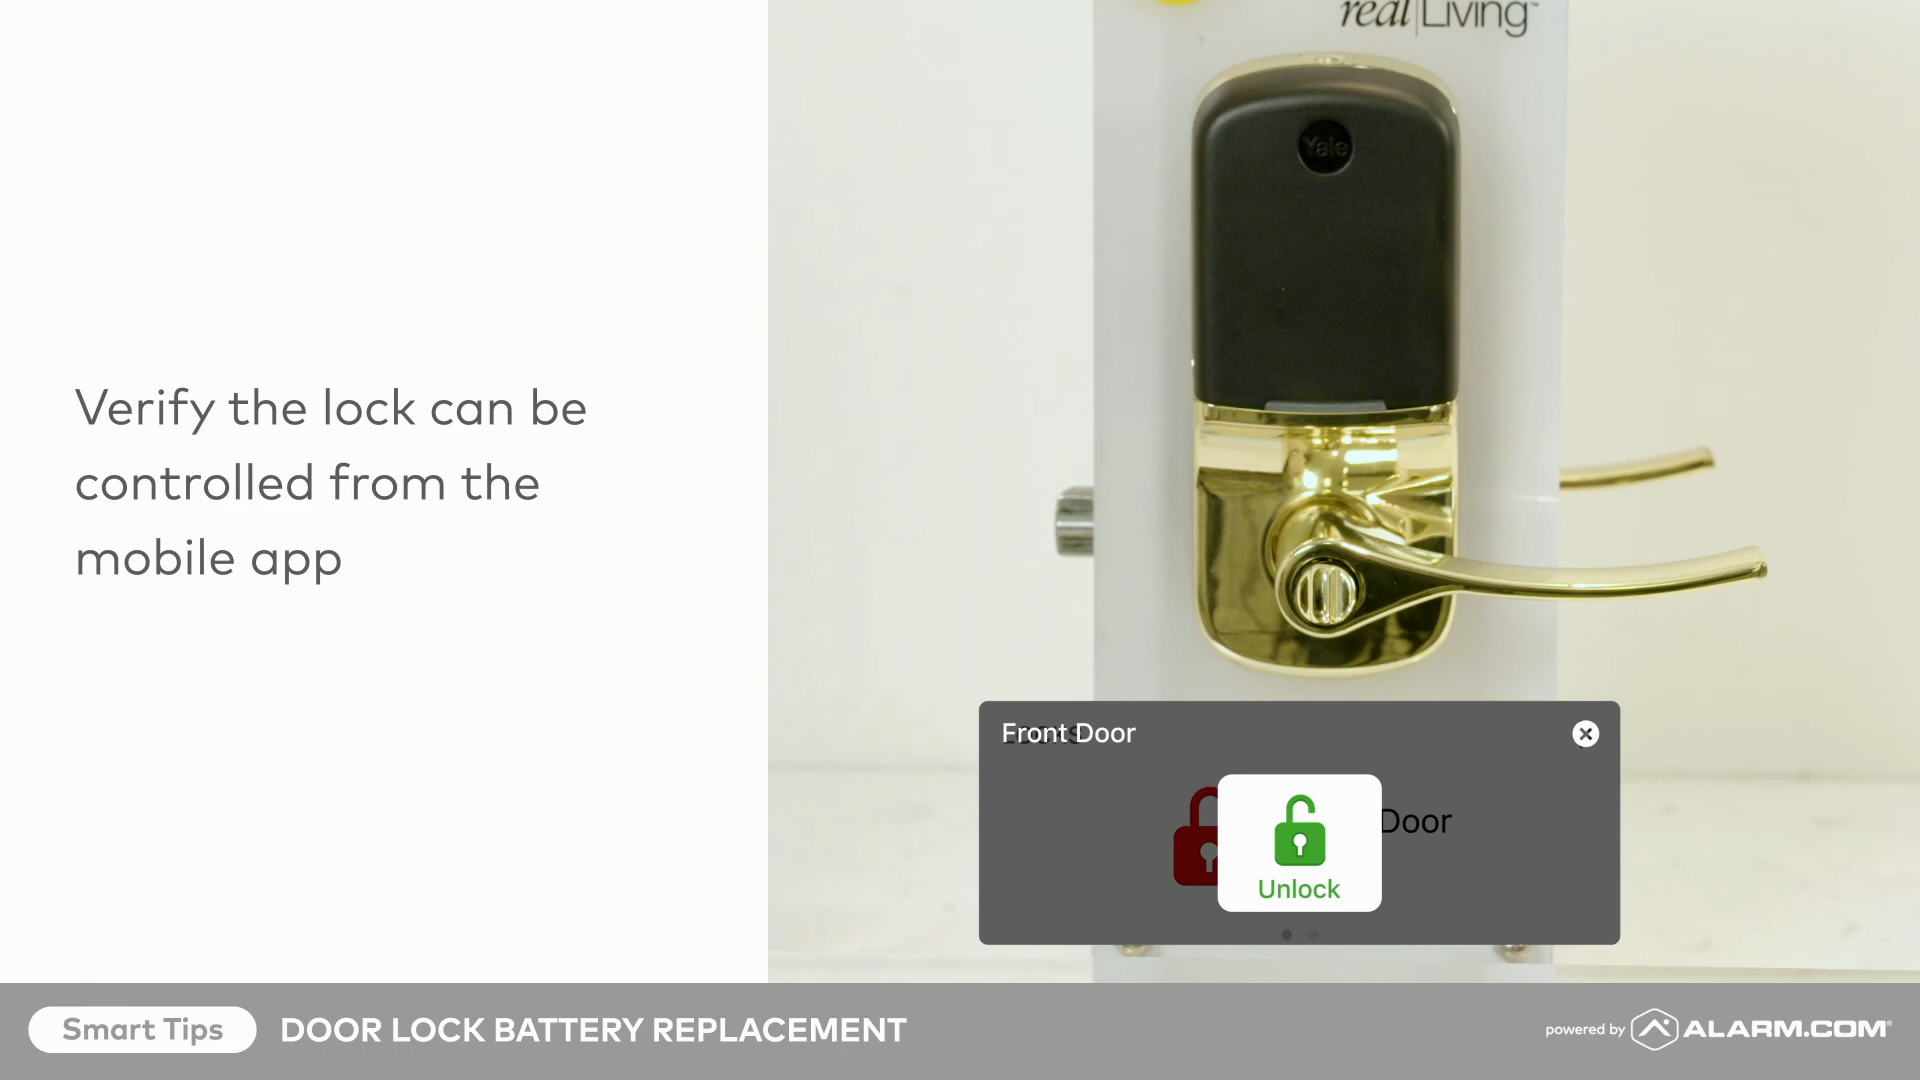 Verify the lock can be
controlled from the
mobile app
real|Living™
Yale
Front Door
Door
Unlock
Smart Tips
DOOR LOCK BATTERY REPLACEMENT
powered by ALARM.COM®